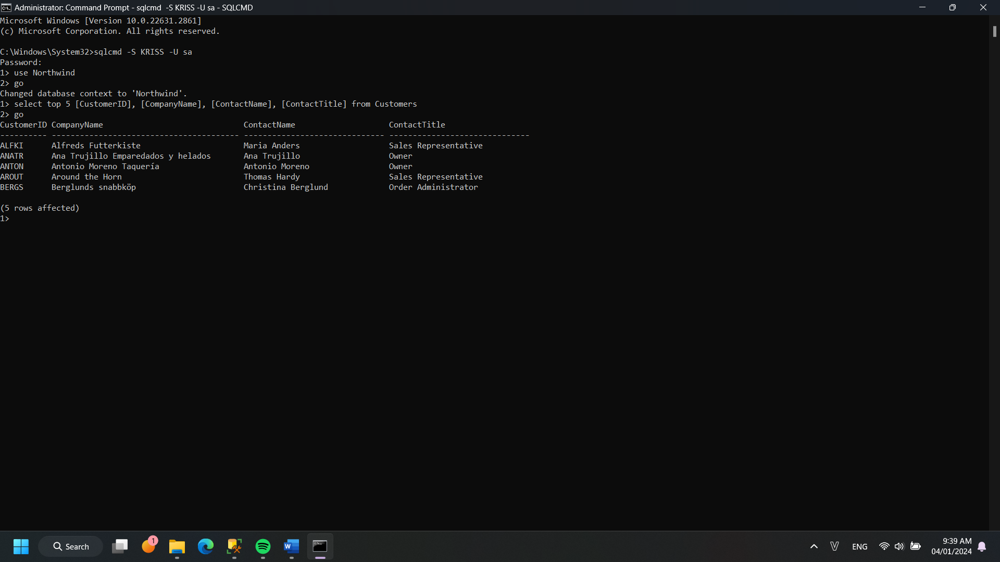 Administrator: Command Prompt - sqlcmd  -S KRISS -U sa - SQLCMD
Microsoft Windows [Version 10.0.22631.2861]
(c) Microsoft Corporation. All rights reserved.
C:\Windows\System32>sqlcmd -S KRISS -U sa
Password:
1> use Northwind
2> go
Changed database context to 'Northwind'.
1> select top 5 [CustomerID], [CompanyName], [ContactName], [ContactTitle] from Customers
2> go
CustomerID CompanyName                              ContactName                    ContactTitle
---------- ---------------------------------------- ------------------------------ ------------------------------
ALFKI      Alfreds Futterkiste                      Maria Anders                   Sales Representative
ANATR      Ana Trujillo Emparedados y helados       Ana Trujillo                   Owner
ANTON      Antonio Moreno Taquería                  Antonio Moreno                 Owner
AROUT      Around the Horn                          Thomas Hardy                   Sales Representative
BERGS      Berglunds snabbköp                       Christina Berglund             Order Administrator
(5 rows affected)
1>
Search
1
ENG
9:39 AM
04/01/2024